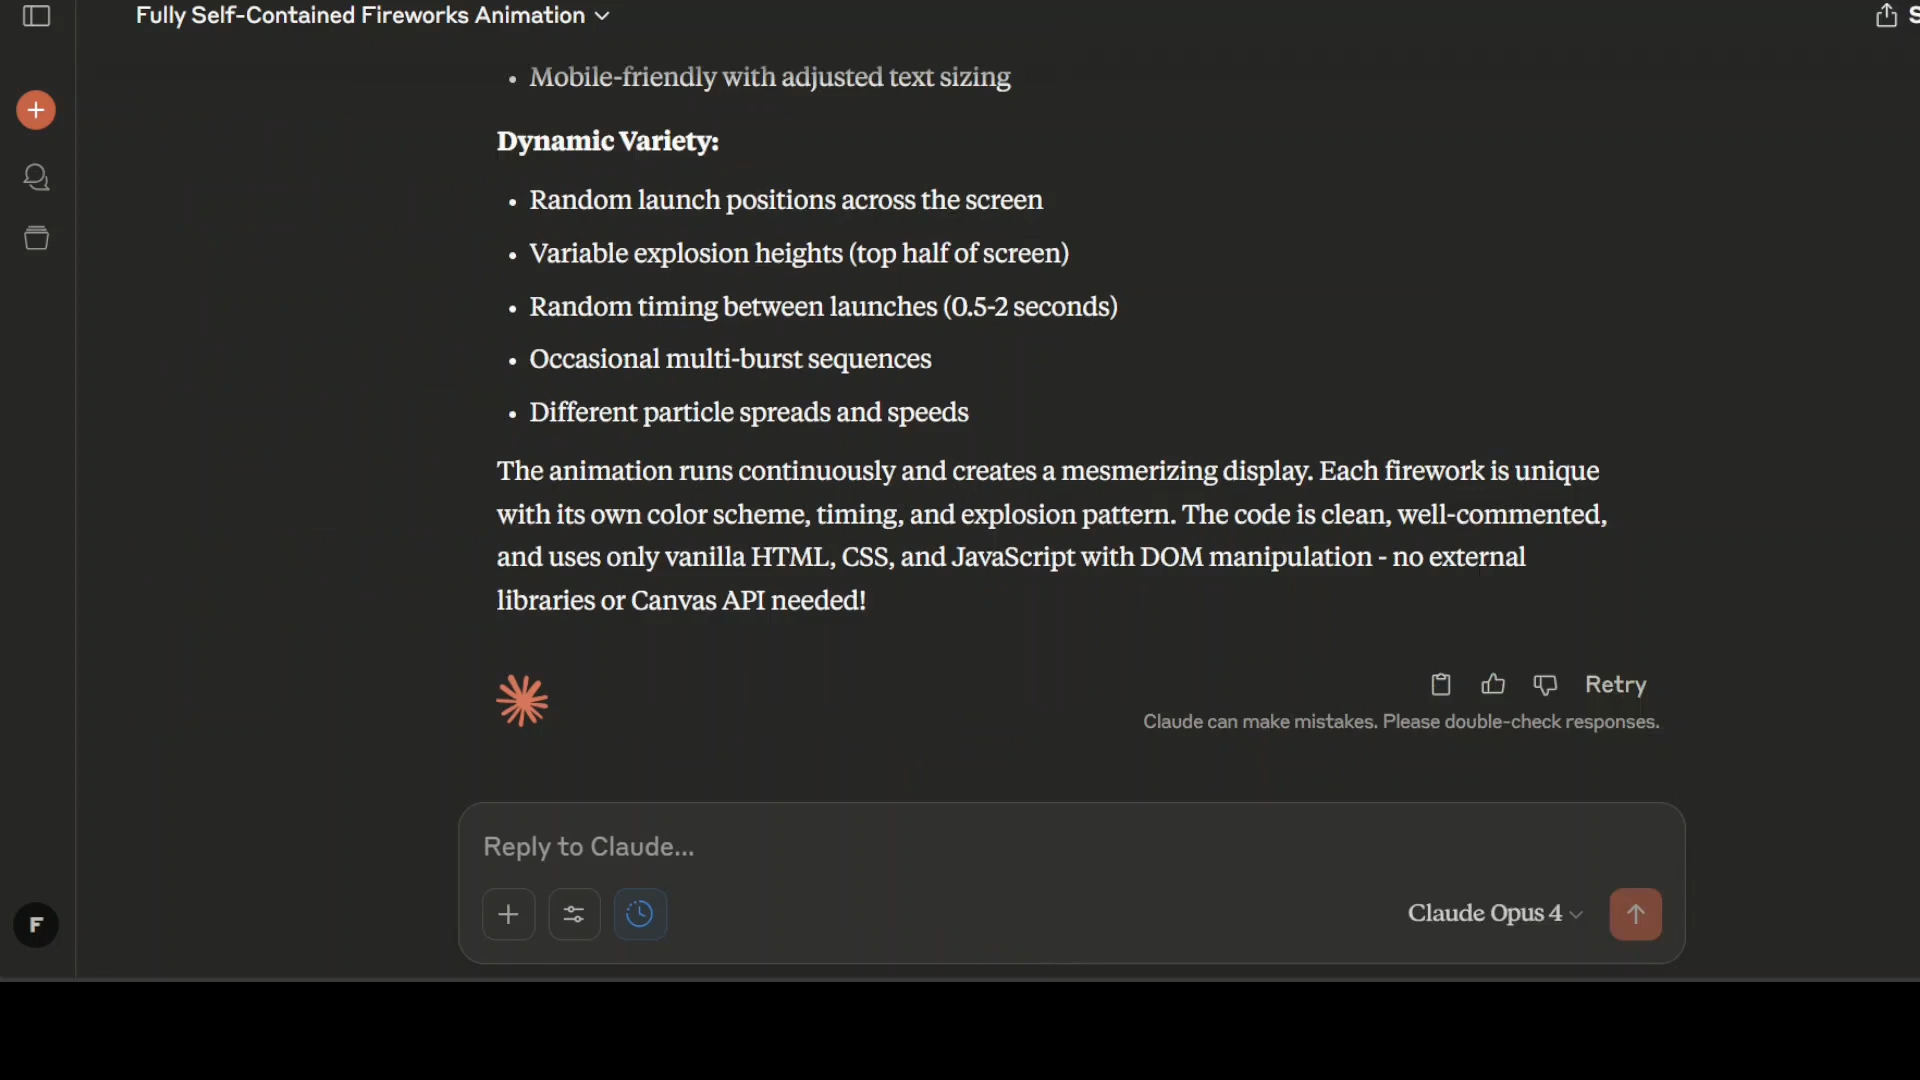 Fully Self-Contained Fireworks Animation
S
Mobile-friendly with adjusted text sizing
Dynamic Variety:
Random launch positions across the screen
Variable explosion heights (top half of screen)
Random timing between launches (0.5-2 seconds)
Occasional multi-burst sequences
Different particle spreads and speeds
The animation runs continuously and creates a mesmerizing display. Each firework is unique
with its own color scheme, timing, and explosion pattern. The code is clean, well-commented,
and uses only vanilla HTML, CSS, and JavaScript with DOM manipulation - no external
libraries or Canvas API needed!
Retry
Claude can make mistakes. Please double-check responses.
Reply to Claude...
Claude Opus 4
F